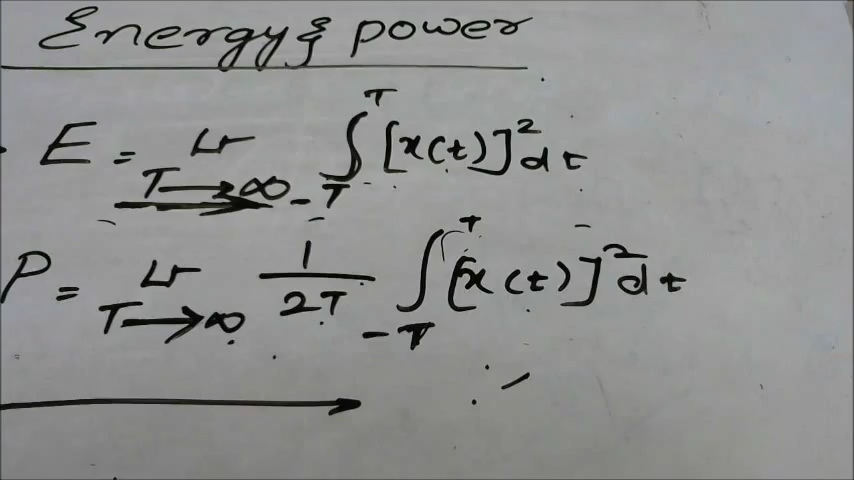 Energy & power
E = Lt T→∞ ∫_{-T}^{T} [x(t)]² dt
P = Lt T→∞ 1/2T ∫_{-T}^{T} [x(t)]² dt